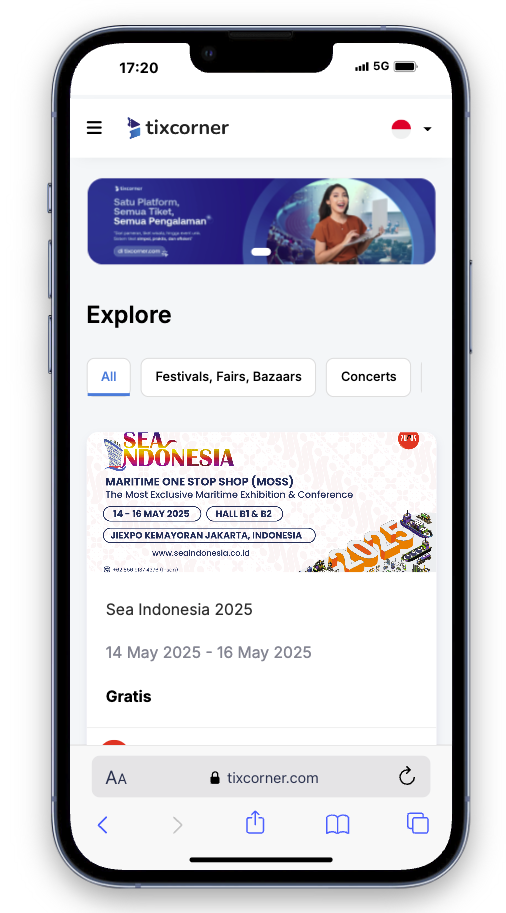 17:20
5G
tixcorner
tixcorner
Satu Platform,
Semua Tiket,
Semua Pengalaman
di tixcorner.com
Explore
All
Festivals, Fairs, Bazaars
Concerts
SEA
INDONESIA
MARITIME ONE STOP SHOP (MOSS)
The Most Exclusive Maritime Exhibition & Conference
14 - 16 MAY 2025
HALL B1 & B2
JIEXPO KEMAYORAN JAKARTA, INDONESIA
www.seaindonesia.co.id
2025
Sea Indonesia 2025
14 May 2025 - 16 May 2025
Gratis
AA
tixcorner.com